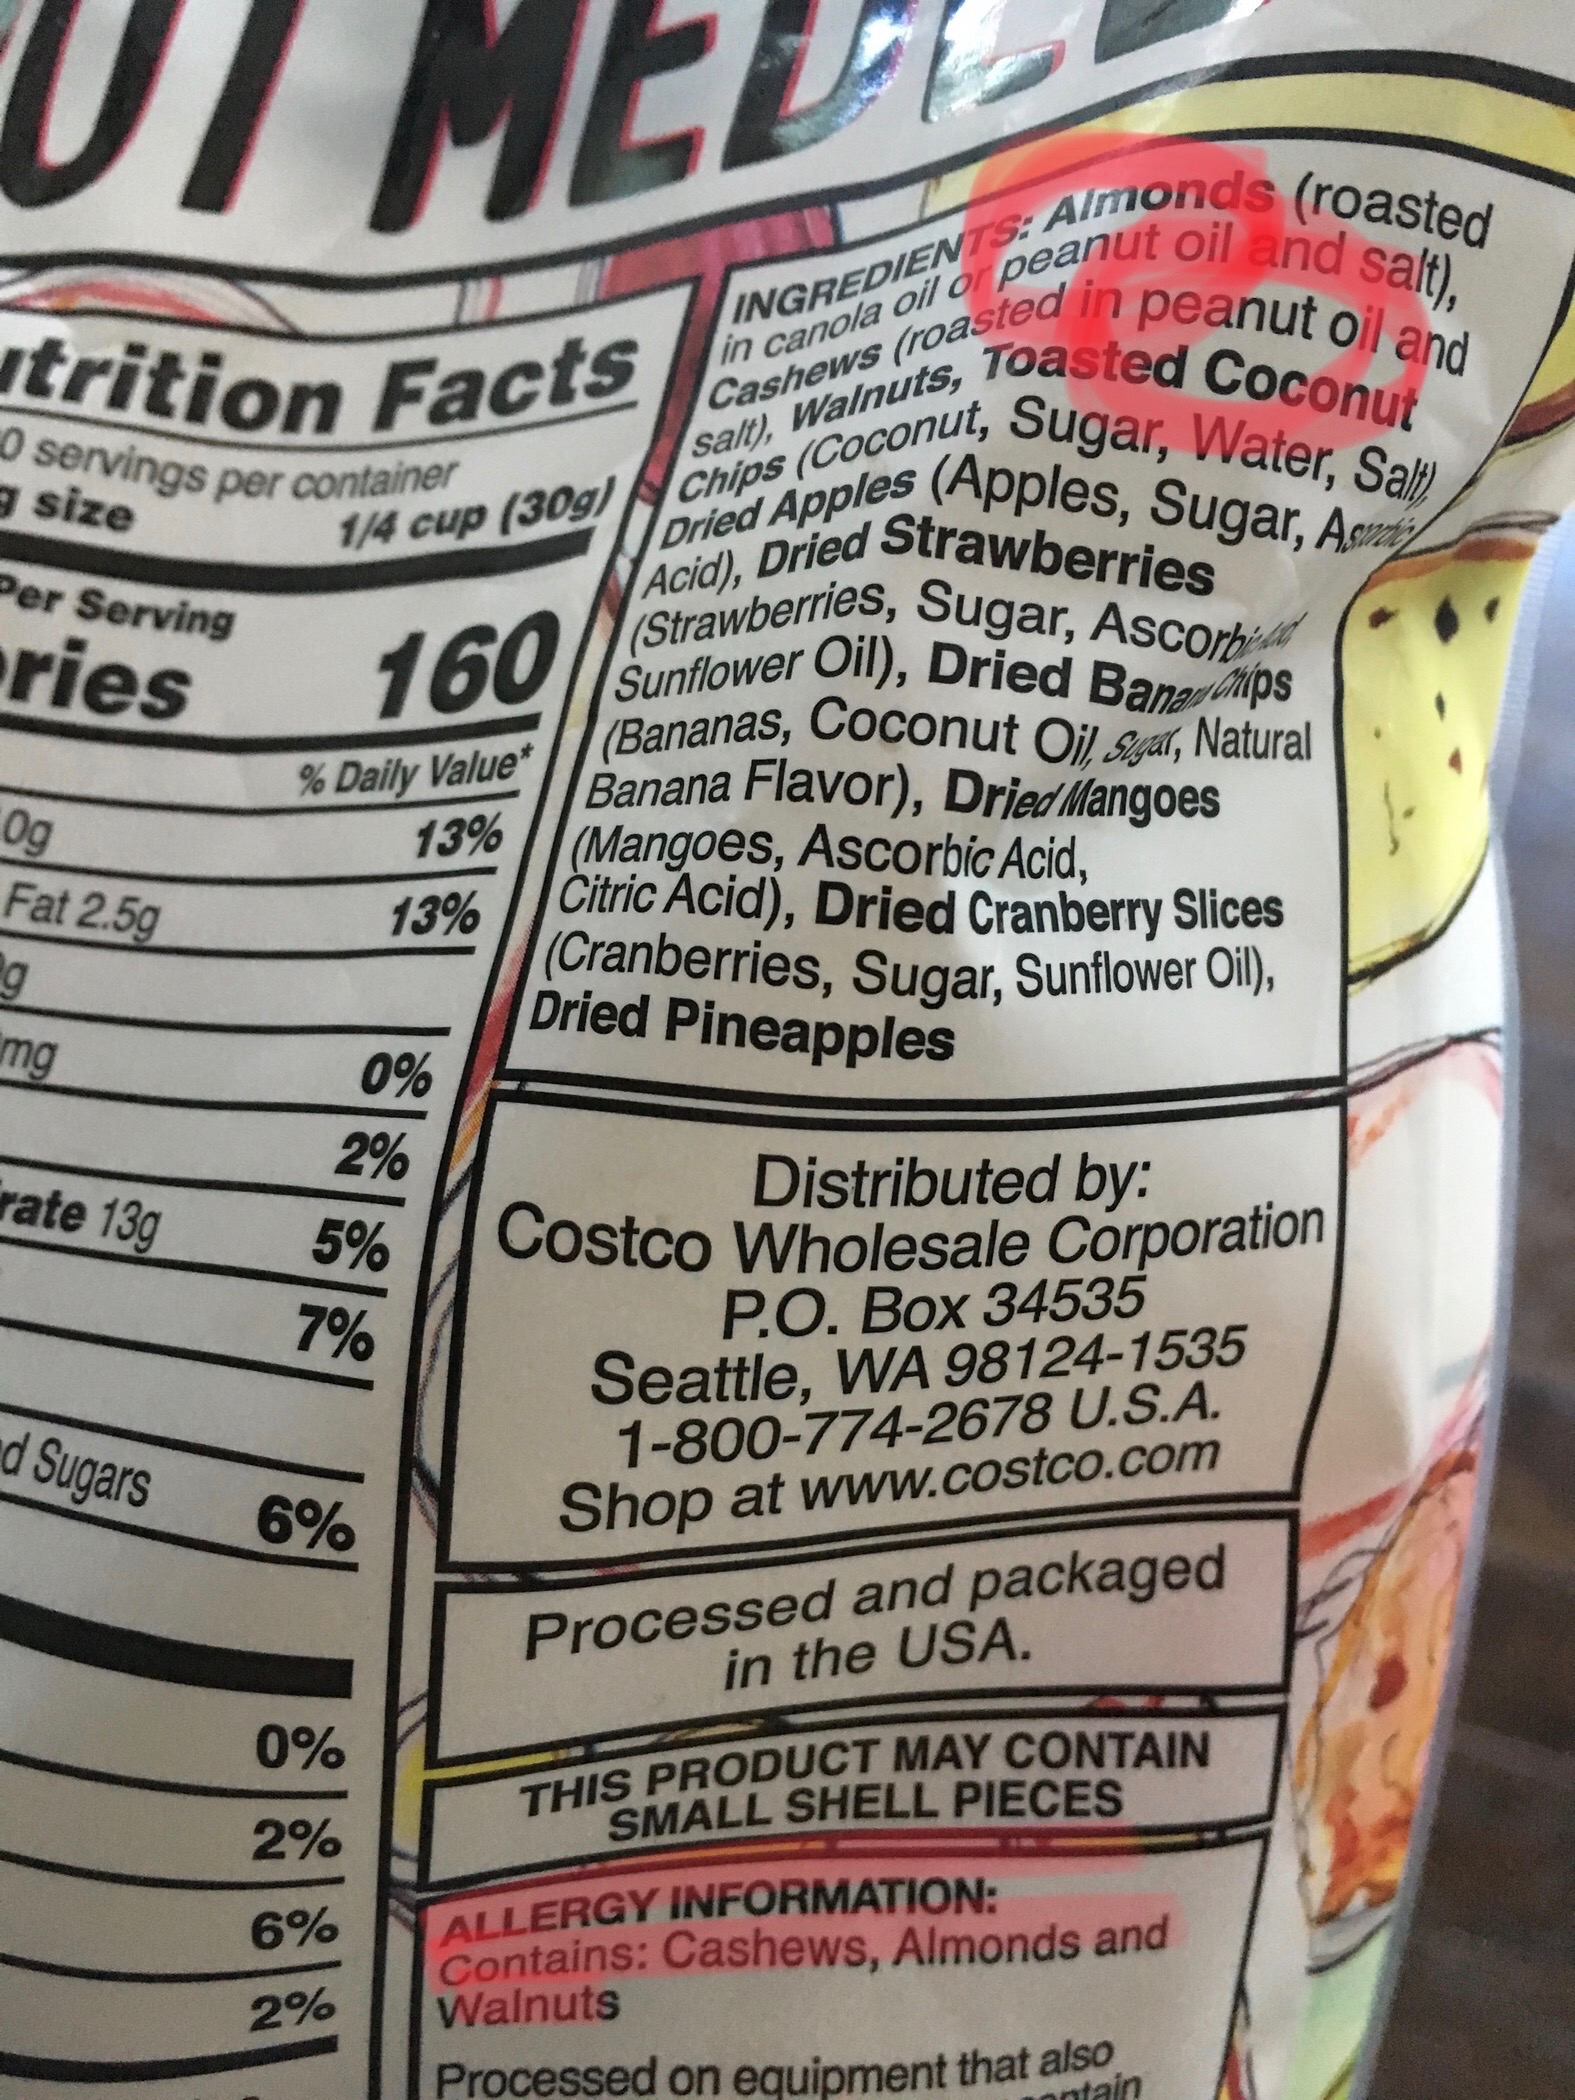 UT MEDL
utrition Facts
0 servings per container
g size 1/4 cup (30g)
Per Serving
ories 160
% Daily Value*
0g 13%
Fat 2.5g 13%
g
mg 0%
2%
rate 13g 5%
7%
d Sugars 6%
0%
2%
6%
2%
INGREDIENTS: Almonds (roasted
in canola oil or peanut oil and salt),
Cashews (roasted in peanut oil and
salt), Walnuts, Toasted Coconut
Chips (Coconut, Sugar, Water, Salt),
Dried Apples (Apples, Sugar, Ascorbic
Acid), Dried Strawberries
(Strawberries, Sugar, Ascorbic Acid,
Sunflower Oil), Dried Banana Chips
(Bananas, Coconut Oil, Sugar, Natural
Banana Flavor), Dried Mangoes
(Mangoes, Ascorbic Acid,
Citric Acid), Dried Cranberry Slices
(Cranberries, Sugar, Sunflower Oil),
Dried Pineapples
Distributed by:
Costco Wholesale Corporation
P.O. Box 34535
Seattle, WA 98124-1535
1-800-774-2678 U.S.A.
Shop at www.costco.com
Processed and packaged
in the USA.
THIS PRODUCT MAY CONTAIN
SMALL SHELL PIECES
ALLERGY INFORMATION:
Contains: Cashews, Almonds and
Walnuts
Processed on equipment that also